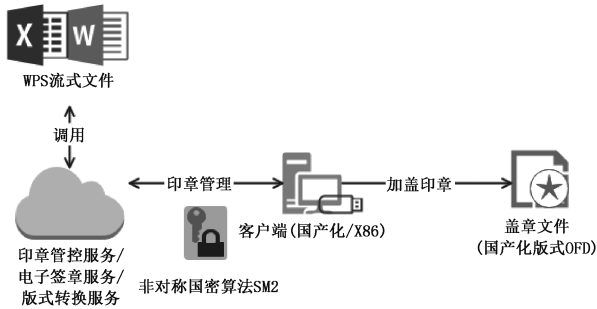 X W
WPS流式文件
调用
印章管理
加盖印章
客户端(国产化/X86)
盖章文件
(国产化版式OFD)
印章管控服务/
电子签章服务/
版式转换服务
非对称国密算法SM2